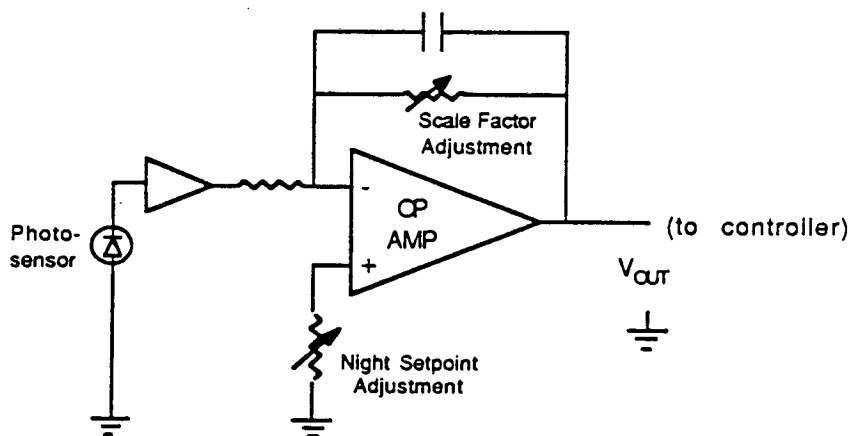 Scale Factor
Adjustment
-
OP
AMP
+
Photo-
sensor
(to controller)
VOUT
Night Setpoint
Adjustment